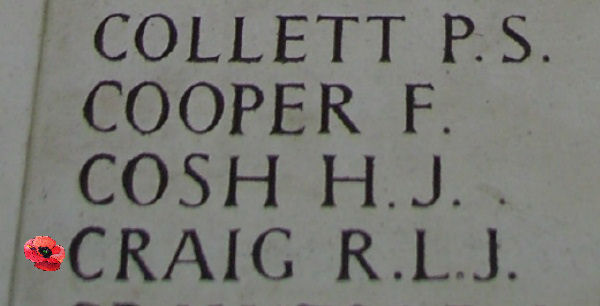 COLLETT P.S.
COOPER F.
COSH H.J.
CRAIG R.L.J.